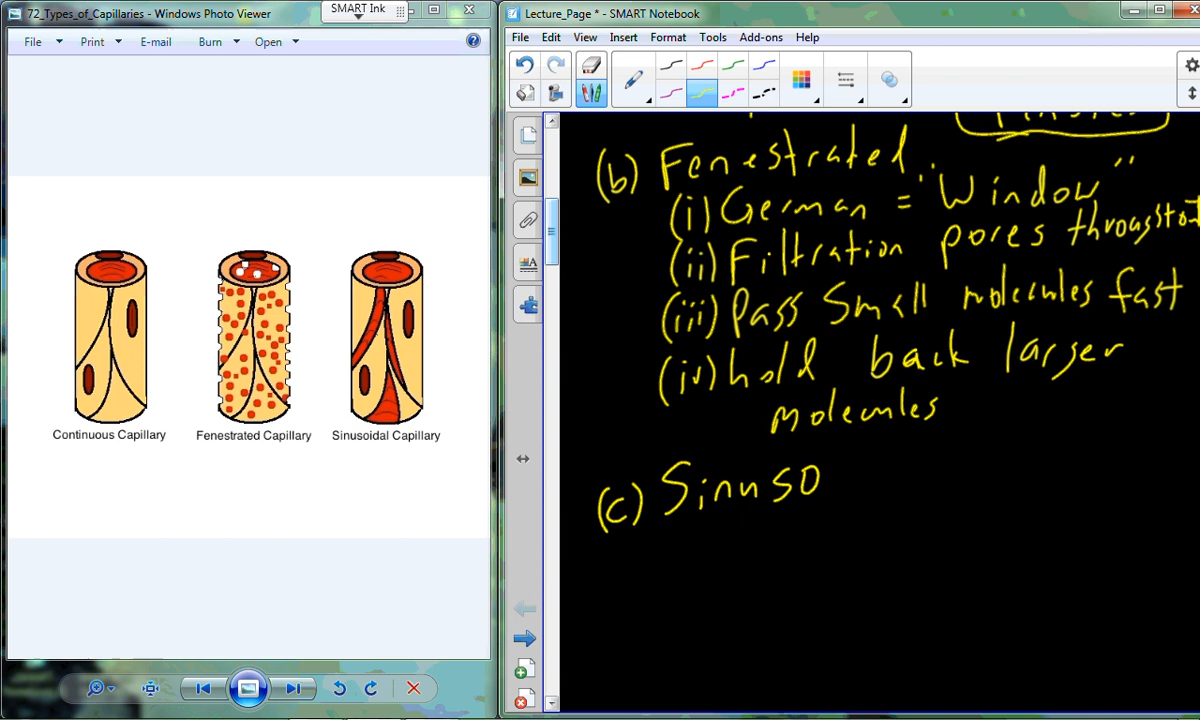 72_Types_of_Capillaries - Windows Photo Viewer
SMART Ink
File Print E-mail Burn Open
Continuous Capillary
Fenestrated Capillary
Sinusoidal Capillary
Lecture_Page * - SMART Notebook
File Edit View Insert Format Tools Add-ons Help
(b) Fenestrated
(i) German = "Window"
(ii) Filtration pores throughout
(iii) Pass Small molecules fast
(iv) hold back larger
molecules
(c) Sinuso